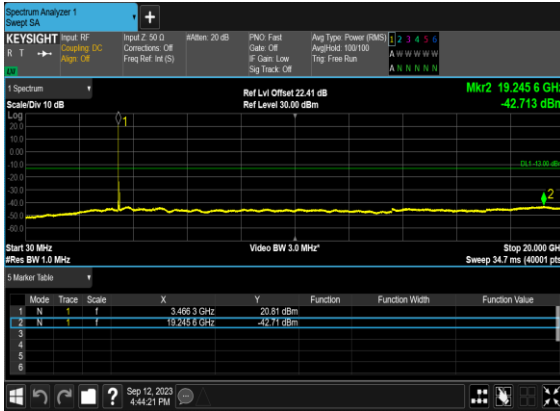 Spectrum Analyzer 1
Swept SA
+
KEYSIGHT Input: RF Input Z: 50 Ω #Atten: 20 dB PNO: Fast Avg Type: Power (RMS) 1 2 3 4 5 6
R T Coupling: DC Corrections: Off Gate: Off Avg|Hold: 100/100 A W W W W W
Align: Off Freq Ref: Int (S) IF Gain: Low Trig: Free Run
Sig Track: Off A N N N N N
1 Spectrum Ref Lvl Offset 22.41 dB Mkr2 19.245 6 GHz
Scale/Div 10 dB Ref Level 30.00 dBm -42.713 dBm
Log
20.0 1
10.0
0.00
-10.0 DL1 -13.00 dBm
-20.0
-30.0
-40.0 2
-50.0
-60.0
Start 30 MHz Video BW 3.0 MHz* Stop 20.000 GHz
#Res BW 1.0 MHz Sweep 34.7 ms (40001 pts)
5 Marker Table
Mode Trace Scale X Y Function Function Width Function Value
1 N 1 f 3.466 3 GHz 20.81 dBm
2 N 1 f 19.245 6 GHz -42.71 dBm
3
4
5
6
? Sep 12, 2023
4:44:21 PM